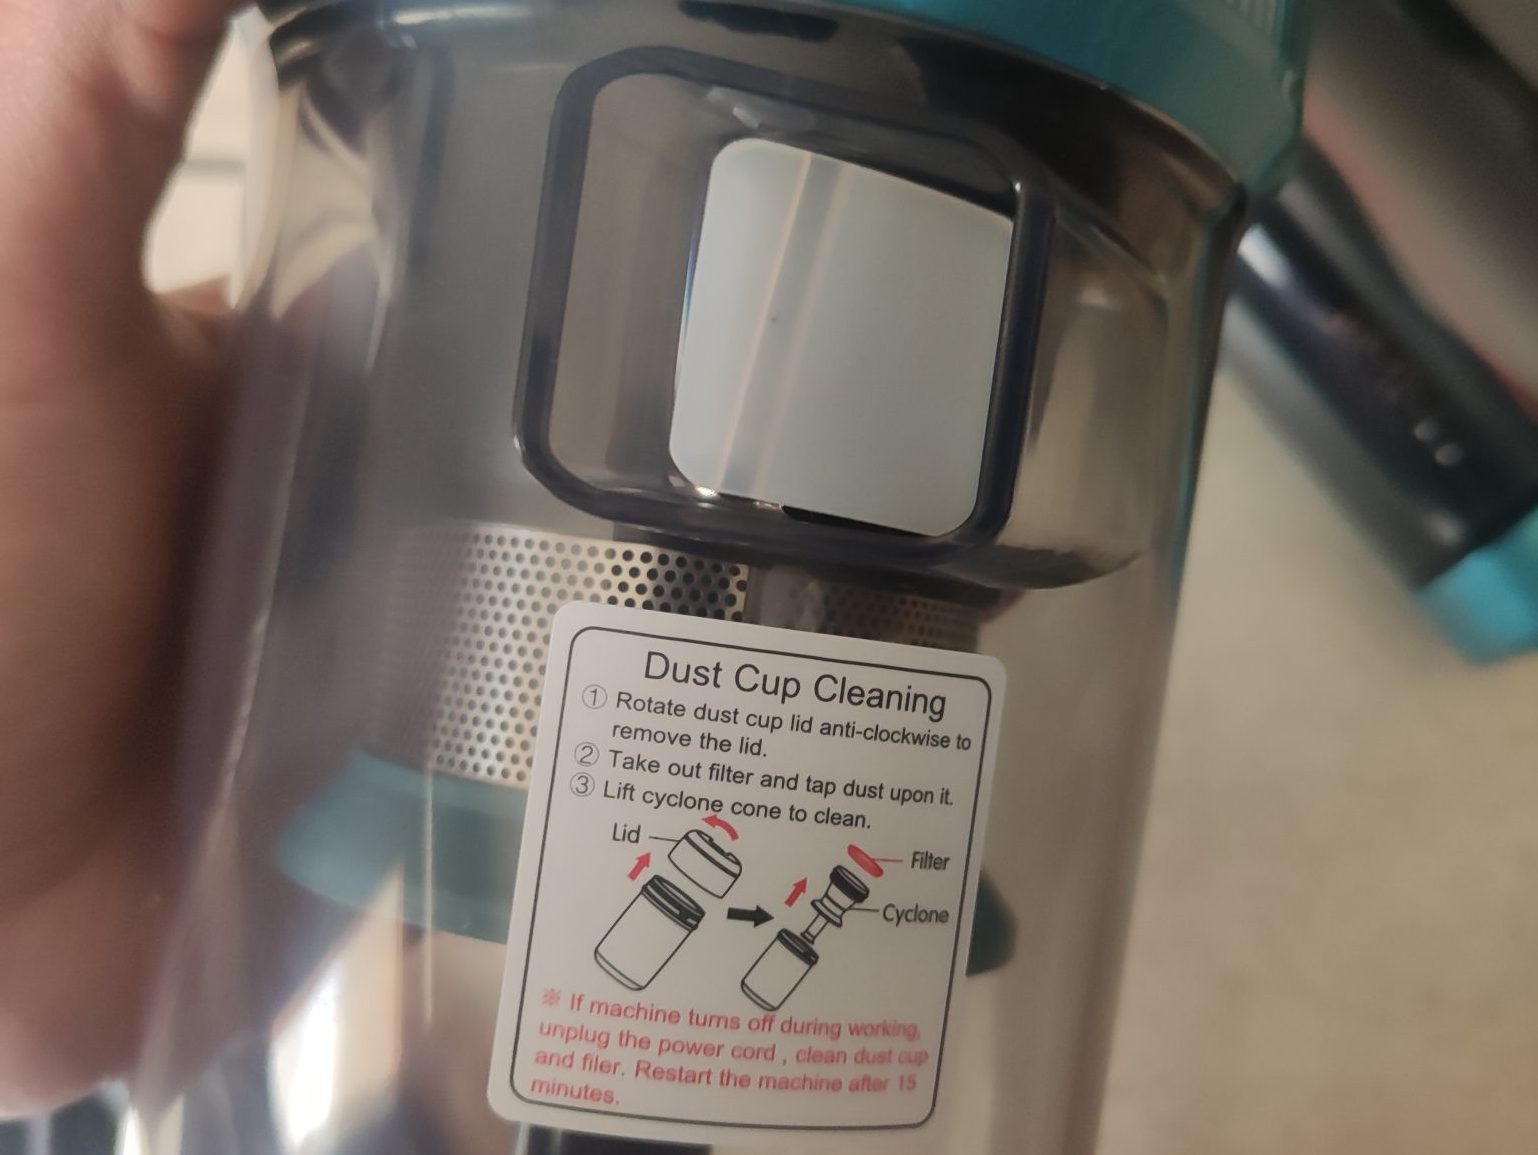 Dust Cup Cleaning
① Rotate dust cup lid anti-clockwise to
remove the lid.
② Take out filter and tap dust upon it.
③ Lift cyclone cone to clean.
Lid
Filter
Cyclone
※ If machine turns off during working,
unplug the power cord , clean dust cup
and filer. Restart the machine after 15
minutes.